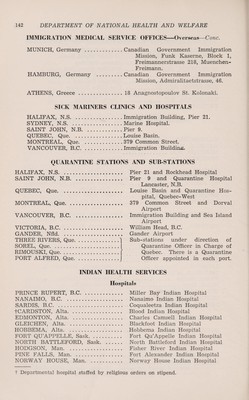 142 DEPARTMENT OF NATIONAL HEALTH AND WELFARE
IMMIGRATION MEDICAL SERVICE OFFICES—Overseas—Conc.
MUNICH, Germany ............ Canadian Government Immigration
Mission, Funk Kaserne, Block 1,
Freimannerstrasse 216, Muenchen-
Freimann.
HAMBURG, Germany ............ Canadian Government Immigration
Mission, Admiralitaetstrasse, 46.
ATHENS, Greece ............ 18 Anagnostopoulov St. Kolonaki.
SICK MARINERS CLINICS AND HOSPITALS
HALIFAX, N.S. ............ Immigration Building, Pier 21.
SYDNEY, N.S. ............ Marine Hospital.
SAINT JOHN, N.B. ............ Pier 9.
QUEBEC, Que. ............ Louise Basin.
MONTREAL, Que. ............ 379 Common Street.
VANCOUVER, B.C. ............ Immigration Building.
QUARANTINE STATIONS AND SUB-STATIONS
HALIFAX, N.S. ............ Pier 21 and Rockhead Hospital
SAINT JOHN, N.B. ............ Pier 9 and Quarantine Hospital
Lancaster, N.B.
QUEBEC, Que. ............ Louise Basin and Quarantine Hos-
pital, Quebec-West
MONTREAL, Que. ............ 379 Common Street and Dorval
Airport
VANCOUVER, B.C. ............ Immigration Building and Sea Island
Airport
VICTORIA, B.C. ............ William Head, B.C.
GANDER, Nfld. ............ Gander Airport
THREE RIVERS, Que. ............ Sub-stations under direction of
SOREL, Que. ............ Quarantine Officer in Charge of
RIMOUSKI, Que. ............ Quebec. There is a Quarantine
PORT ALFRED, Que. ............ Officer appointed in each port.
INDIAN HEALTH SERVICES
Hospitals
PRINCE RUPERT, B.C. ............ Miller Bay Indian Hospital
NANAIMO, B.C. ............ Nanaimo Indian Hospital
SARDIS, B.C. ............ Coqualeetza Indian Hospital
†CARDSTON, Alta. ............ Blood Indian Hospital
EDMONTON, Alta. ............ Charles Camsell Indian Hospital
GLEICHEN, Alta. ............ Blackfoot Indian Hospital
HOBBEMA, Alta. ............ Hobbema Indian Hospital
FORT QU'APPELLE, Sask. ............ Fort Qu'Appelle Indian Hospital
NORTH BATTLEFORD, Sask. ............ North Battleford Indian Hospital
HODGSON, Man. ............ Fisher River Indian Hospital
PINE FALLS, Man. ............ Fort Alexander Indian Hospital
NORWAY HOUSE, Man. ............ Norway House Indian Hospital
† Departmental hospital staffed by religious orders on stipend.